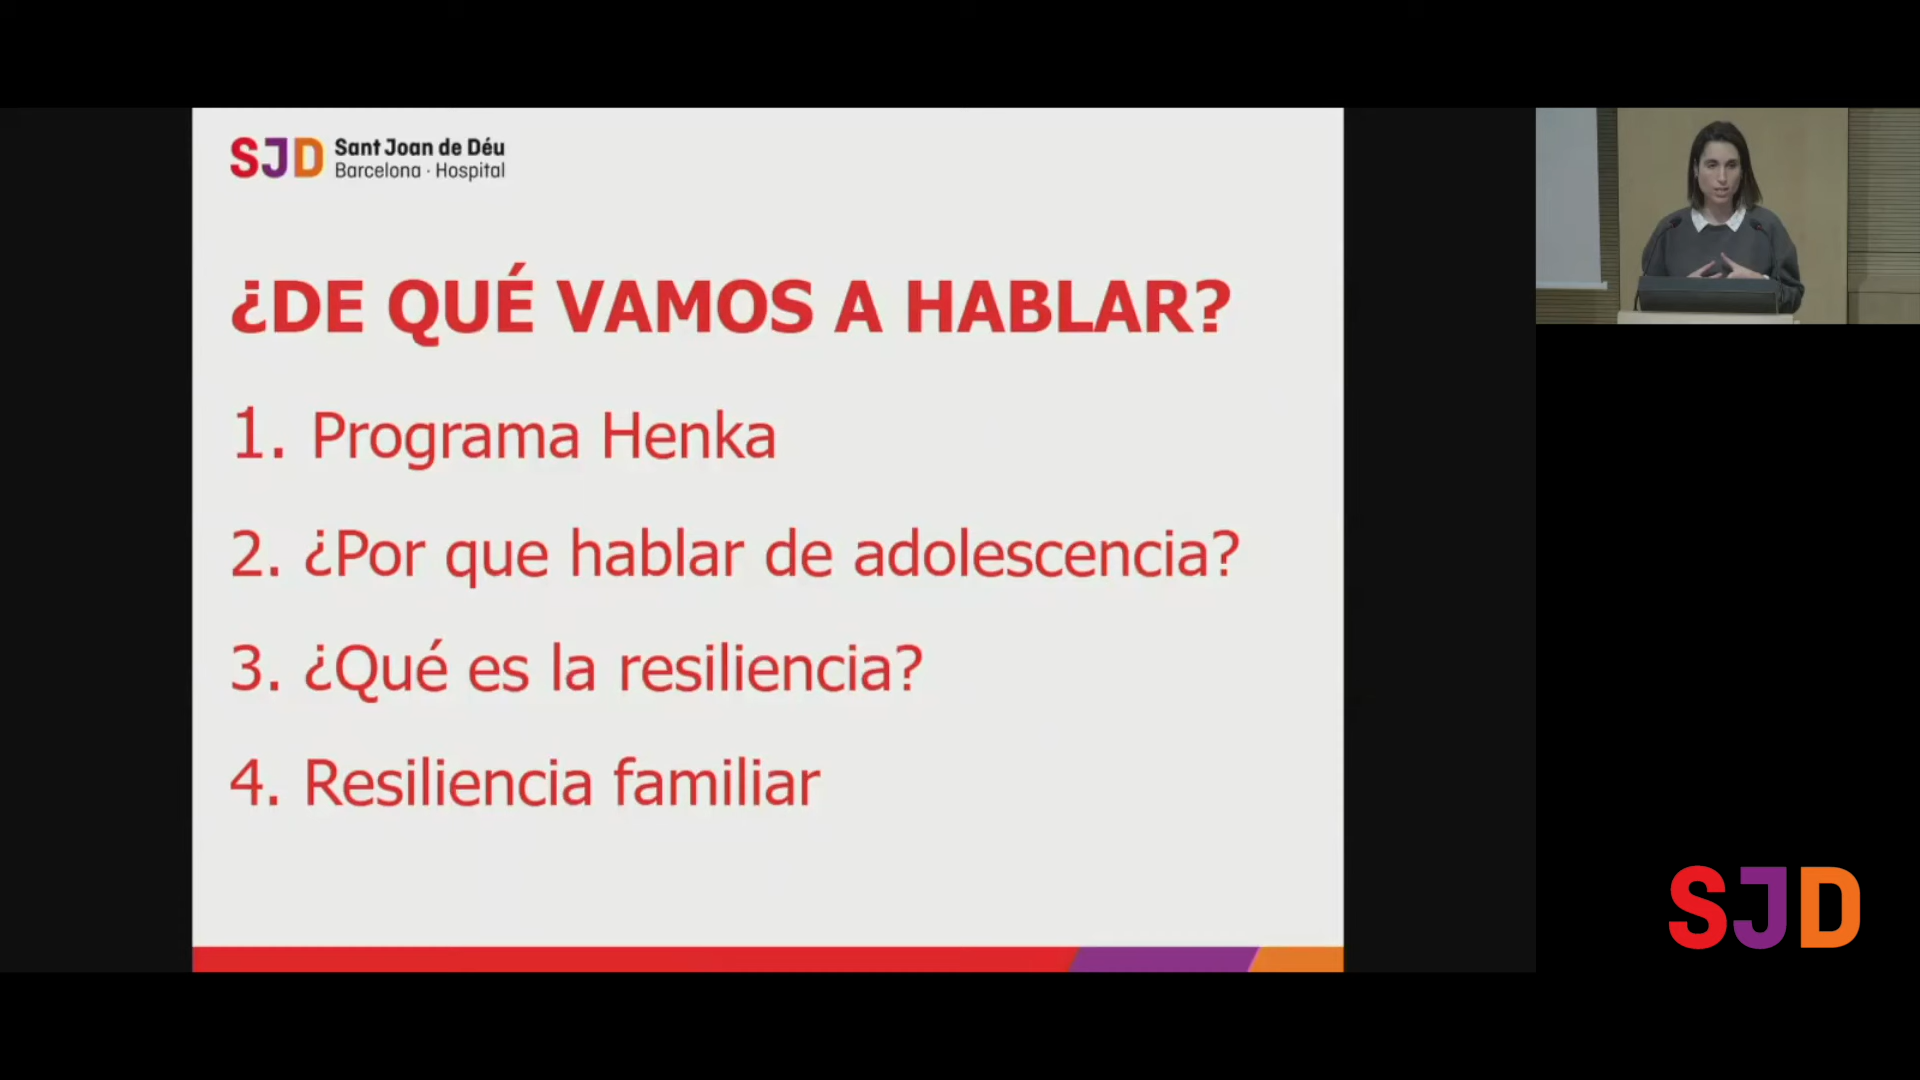 SJD Sant Joan de Déu
Barcelona · Hospital
¿DE QUÉ VAMOS A HABLAR?
1. Programa Henka
2. ¿Por que hablar de adolescencia?
3. ¿Qué es la resiliencia?
4. Resiliencia familiar
SJD